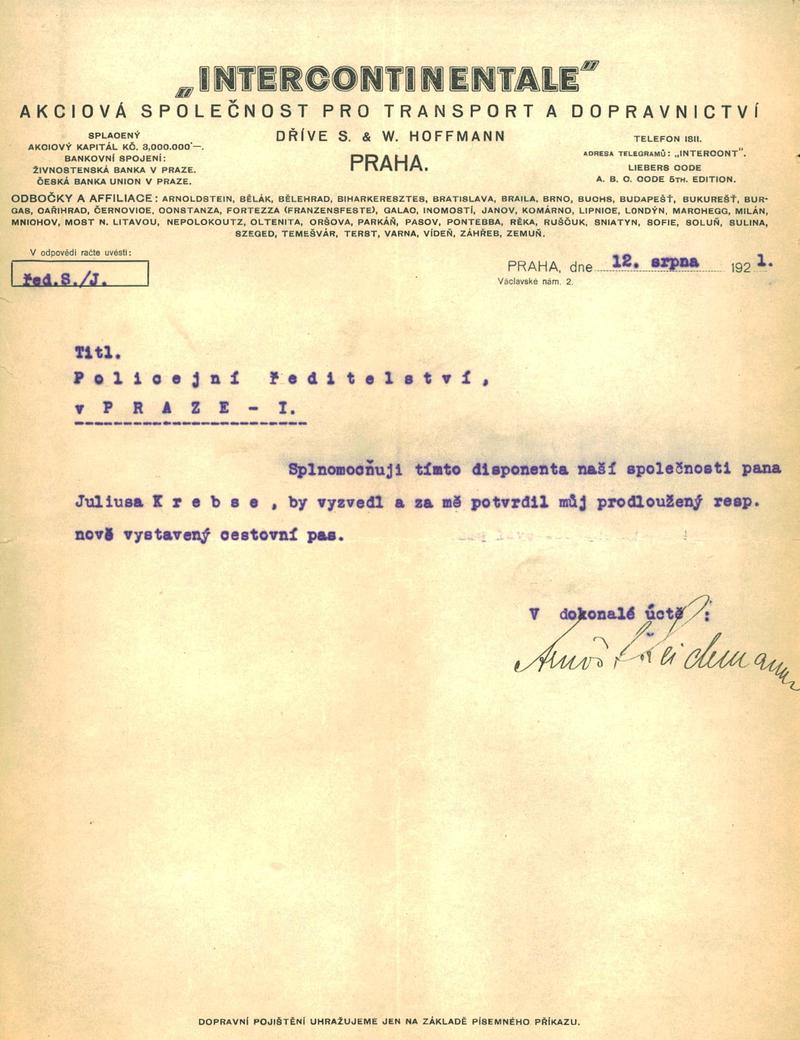 „INTERCONTINENTALE”
AKCIOVÁ SPOLEČNOST PRO TRANSPORT A DOPRAVNICTVÍ
DŘÍVE S. & W. HOFFMANN
PRAHA.
SPLACENÝ
AKCIOVÝ KAPITÁL KČ. 3,000.000·—.
BANKOVNÍ SPOJENI:
ŽIVNOSTENSKÁ BANKA V PRAZE.
ČESKÁ BANKA UNION V PRAZE.
TELEFON 1811.
ADRESA TELEGRAMŮ: „INTERCONT”.
LIEBERS CODE
A. B. C. CODE 5TH. EDITION.
ODBOČKY A AFFILIACE: ARNOLDSTEIN, BĚLÁK, BĚLEHRAD, BIHARKERESZTES, BRATISLAVA, BRAILA, BRNO, BUCHS, BUDAPEŠŤ, BUKUREŠŤ, BUR-
GAS, CAŘIHRAD, ČERNOVICE, CONSTANZA, FORTEZZA (FRANZENSFESTE), GALAC, INOMOSTÍ, JANOV, KOMÁRNO, LIPNICE, LONDÝN, MARCHEGG, MILÁN,
MNICHOV, MOST N. LITAVOU, NEPOLOKOUTZ, OLTENITA, ORŠOVA, PARKÁŇ, PASOV, PONTEBBA, RĚKA, RUŠČUK, SNIATYN, SOFIE, SOLUŇ, SULINA,
SZEGED, TEMEŠVÁR, TERST, VARNA, VÍDEŇ, ZÁHŘEB, ZEMUŇ.
V odpovědi račte uvésti:
řed.S./J.
PRAHA, dne 12. srpna 1921.
Václavské nám. 2.
Titl.
Policejní ředitelství,
v PRAZE - I.
Splnomocňuji tímto disponenta naší společnosti pana
Juliusa Krebse, by vyzvedl a za mě potvrdil můj prodloužený resp.
nově vystavený cestovní pas.
V dokonalé úctě :
Arnošt
DOPRAVNÍ POJIŠTĚNÍ UHRAŽUJEME JEN NA ZÁKLADĚ PÍSEMNÉHO PŘÍKAZU.